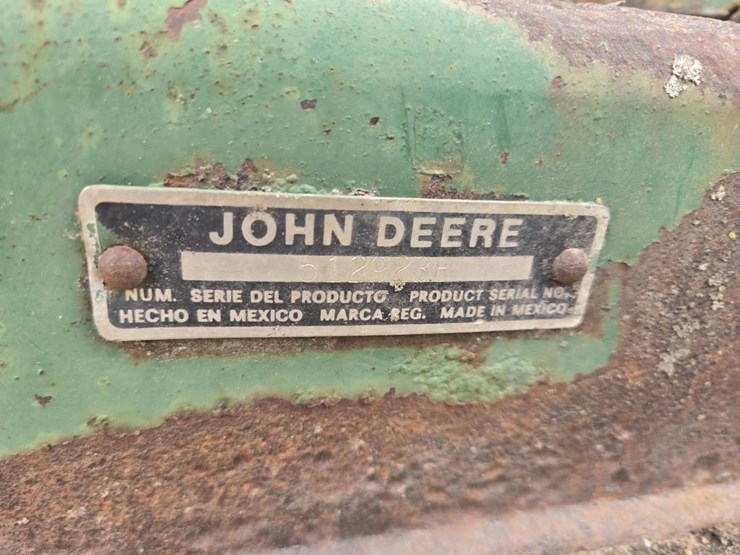 JOHN DEERE
NUM. SERIE DEL PRODUCTO PRODUCT SERIAL NO.
HECHO EN MEXICO MARCA REG. MADE IN MEXICO